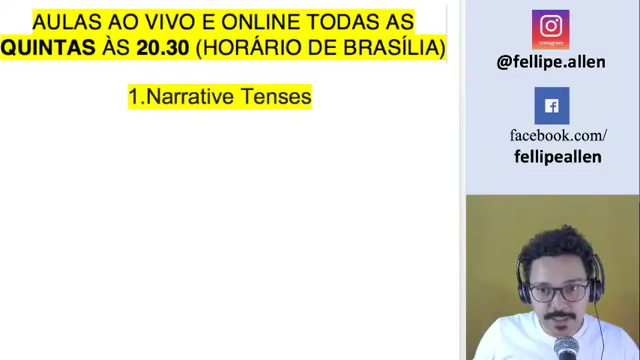 AULAS AO VIVO E ONLINE TODAS AS
QUINTAS ÀS 20.30 (HORÁRIO DE BRASÍLIA)
1.Narrative Tenses
Instagram
@fellipe.allen
facebook.com/
fellipeallen